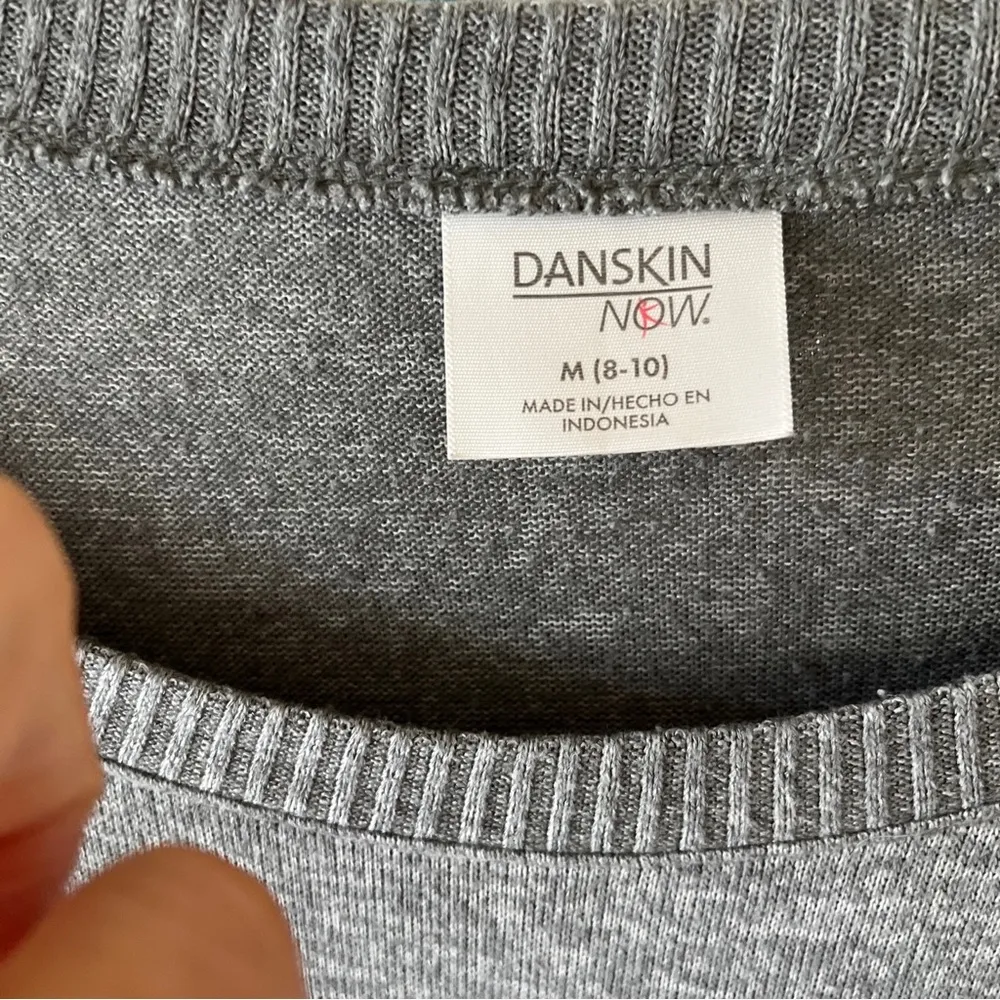 DANSKIN
NOW.
M (8-10)
MADE IN/HECHO EN
INDONESIA